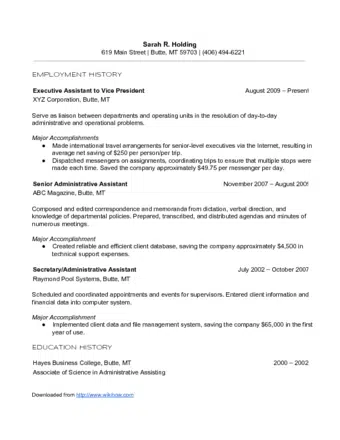 Sarah R. Holding
619 Main Street | Butte, MT 59703 | (406) 494-6221
EMPLOYMENT HISTORY
Executive Assistant to Vice President August 2009 – Present
XYZ Corporation, Butte, MT
Serve as liaison between departments and operating units in the resolution of day-to-day
administrative and operational problems.
Major Accomplishments
● Made international travel arrangements for senior-level executives via the Internet, resulting in
average net saving of $250 per person/per trip.
● Dispatched messengers on assignments, coordinating trips to ensure that multiple stops were
made each time. Saved the company approximately $49.75 per messenger per day.
Senior Administrative Assistant November 2007 – August 2009
ABC Magazine, Butte, MT
Composed and edited correspondence and memoranda from dictation, verbal direction, and
knowledge of departmental policies. Prepared, transcribed, and distributed agendas and minutes of
numerous meetings.
Major Accomplishment
● Created reliable and efficient client database, saving the company approximately $4,500 in
technical support expenses.
Secretary/Administrative Assistant July 2002 – October 2007
Raymond Pool Systems, Butte, MT
Scheduled and coordinated appointments and events for supervisors. Entered client information and
financial data into computer system.
Major Accomplishment
● Implemented client data and file management system, saving the company $65,000 in the first
year of use.
EDUCATION HISTORY
Hayes Business College, Butte, MT 2000 – 2002
Associate of Science in Administrative Assisting
Downloaded from http://www.wikihow.com